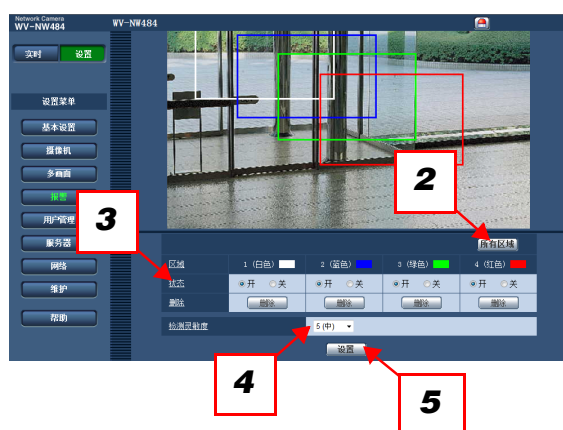 Network Camera
WV-NW484
WV-NW484
实时
设置
设置菜单
基本设置
摄像机
多画面
报警
用户管理
服务器
网络
维护
帮助
2
3
所有区域
区域
1 (白色)
2 (蓝色)
3 (绿色)
4 (红色)
状态
开 关
开 关
开 关
开 关
删除
删除
删除
删除
删除
检测灵敏度
5 (中)
设置
4
5